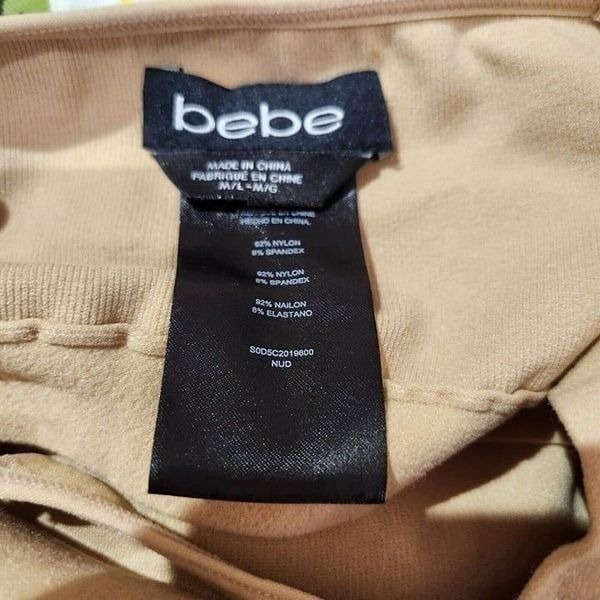 bebe
MADE IN CHINA
FABRIQUÉ EN CHINE
M/L - M/G
HECHO EN CHINA
92% NYLON
8% SPANDEX
92% NYLON
8% SPANDEX
92% NAILON
8% ELASTANO
S0D5C2019600
NUD